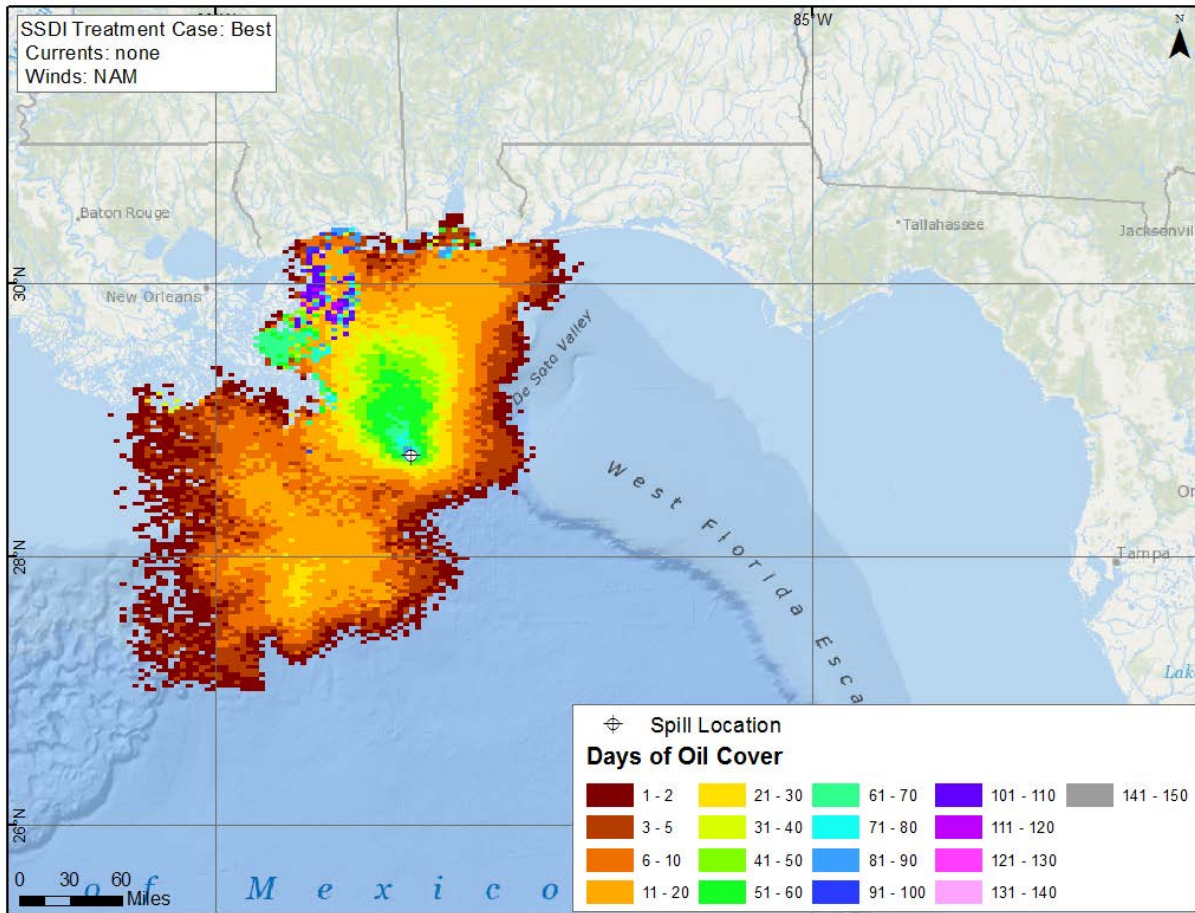 SSDI Treatment Case: Best
Currents: none
Winds: NAM
85°W
N
Baton Rouge
Tallahassee
Jacksonvil
30°N
New Orleans
De Soto Valley
West Florida Esca
28°N
Or
Tampa
Lake
26°N
0 30 60
Miles
of Mexico
Spill Location
Days of Oil Cover
1 - 2
3 - 5
6 - 10
11 - 20
21 - 30
31 - 40
41 - 50
51 - 60
61 - 70
71 - 80
81 - 90
91 - 100
101 - 110
111 - 120
121 - 130
131 - 140
141 - 150